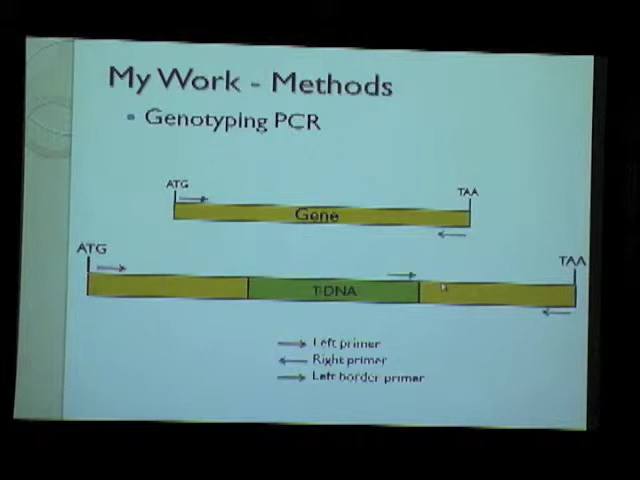 My Work - Methods
• Genotyping PCR
ATG
TAA
Gene
ATG
TAA
T-DNA
Left primer
Right primer
Left border primer